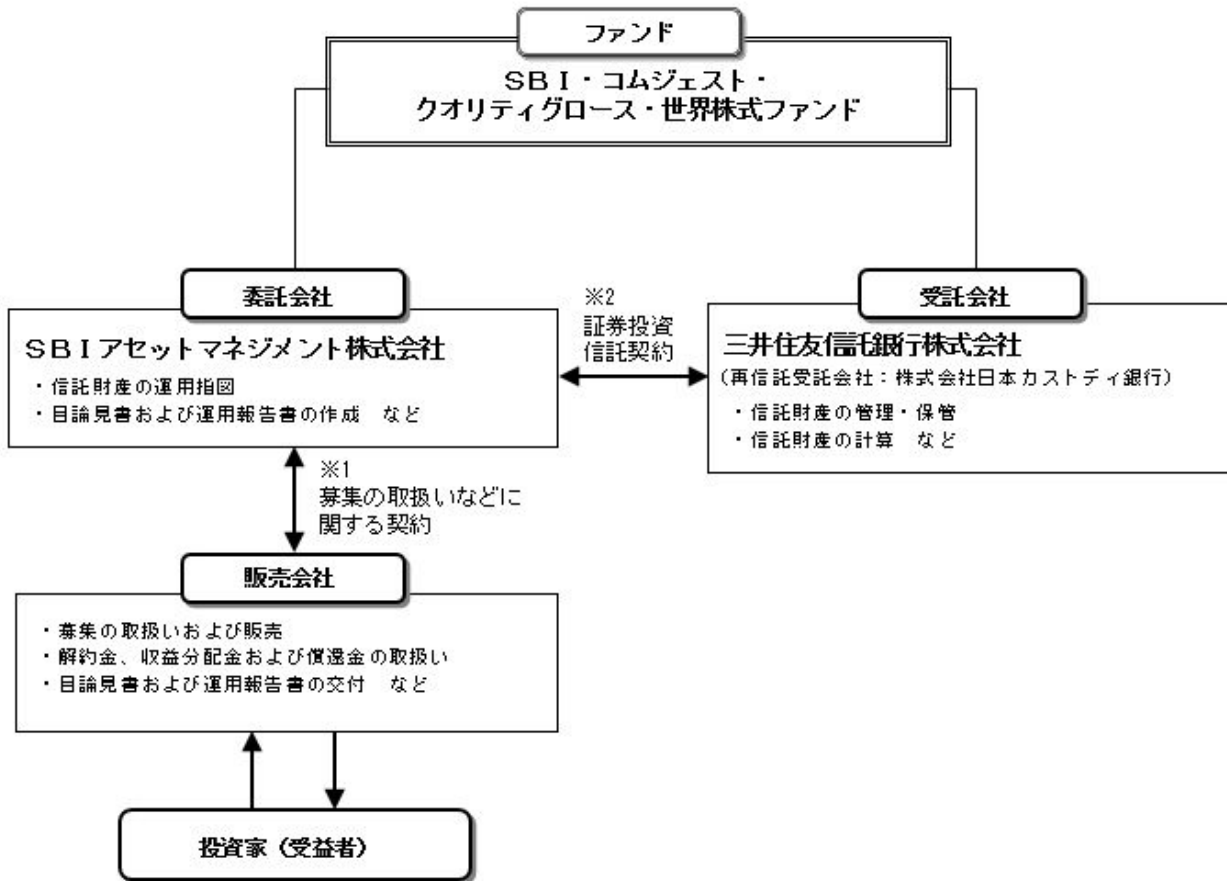 ファンド
SBI・コムジェスト・
クオリティグロース・世界株式ファンド
委託会社
SBIアセットマネジメント株式会社
・信託財産の運用指図
・目論見書および運用報告書の作成 など
※2
証券投資
信託契約
受託会社
三井住友信託銀行株式会社
(再信託受託会社:株式会社日本カストディ銀行)
・信託財産の管理・保管
・信託財産の計算 など
※1
募集の取扱いなどに
関する契約
販売会社
・募集の取扱いおよび販売
・解約金、収益分配金および償還金の取扱い
・目論見書および運用報告書の交付 など
投資家(受益者)